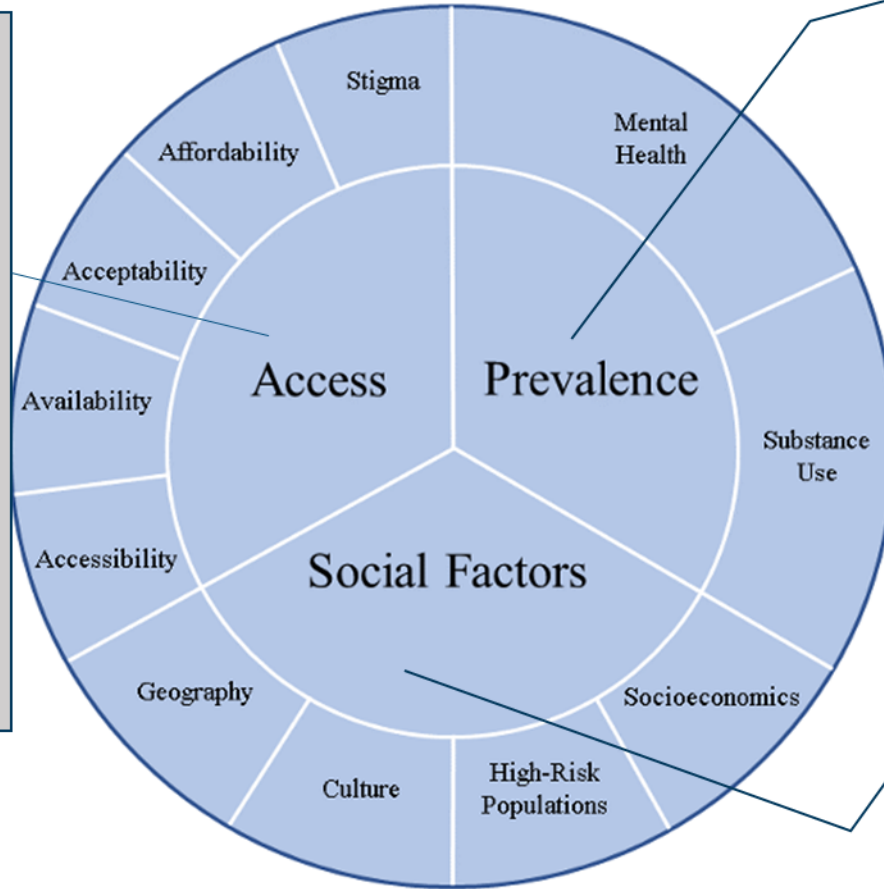 Stigma
Mental
Health
Affordability
Acceptability
Access
Prevalence
Availability
Substance
Use
Accessibility
Social Factors
Geography
Socioeconomics
Culture
High-Risk
Populations